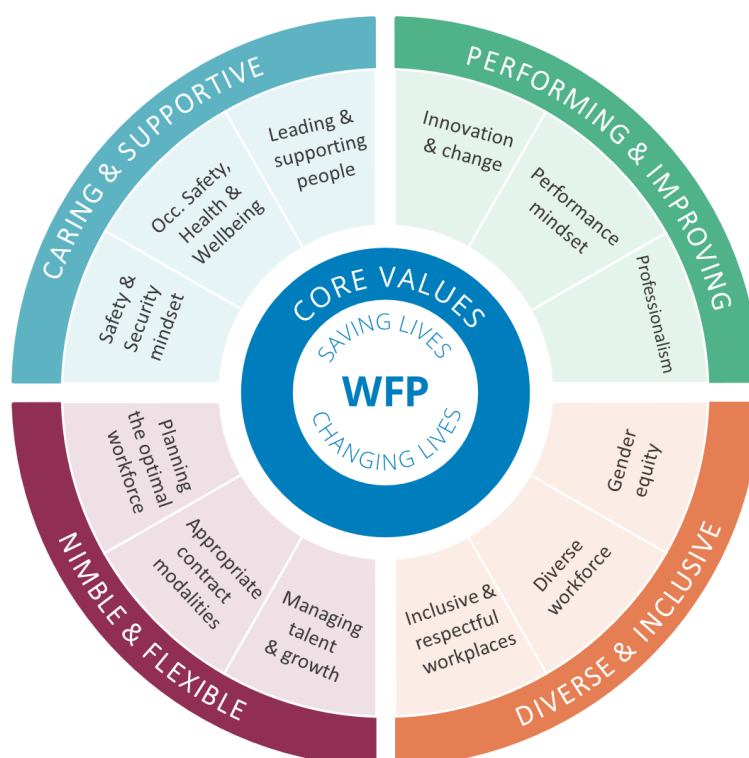 CARING & SUPPORTIVE
Safety &
Security
mindset
Occ. Safety,
Health &
Wellbeing
Leading &
supporting
people
PERFORMING & IMPROVING
Innovation
& change
Performance
mindset
Professionalism
CORE VALUES
SAVING LIVES
WFP
CHANGING LIVES
NIMBLE & FLEXIBLE
Planning
the optimal
workforce
Appropriate
contract
modalities
Managing
talent
& growth
DIVERSE & INCLUSIVE
Gender
equity
Diverse
workforce
Inclusive &
respectful
workplaces